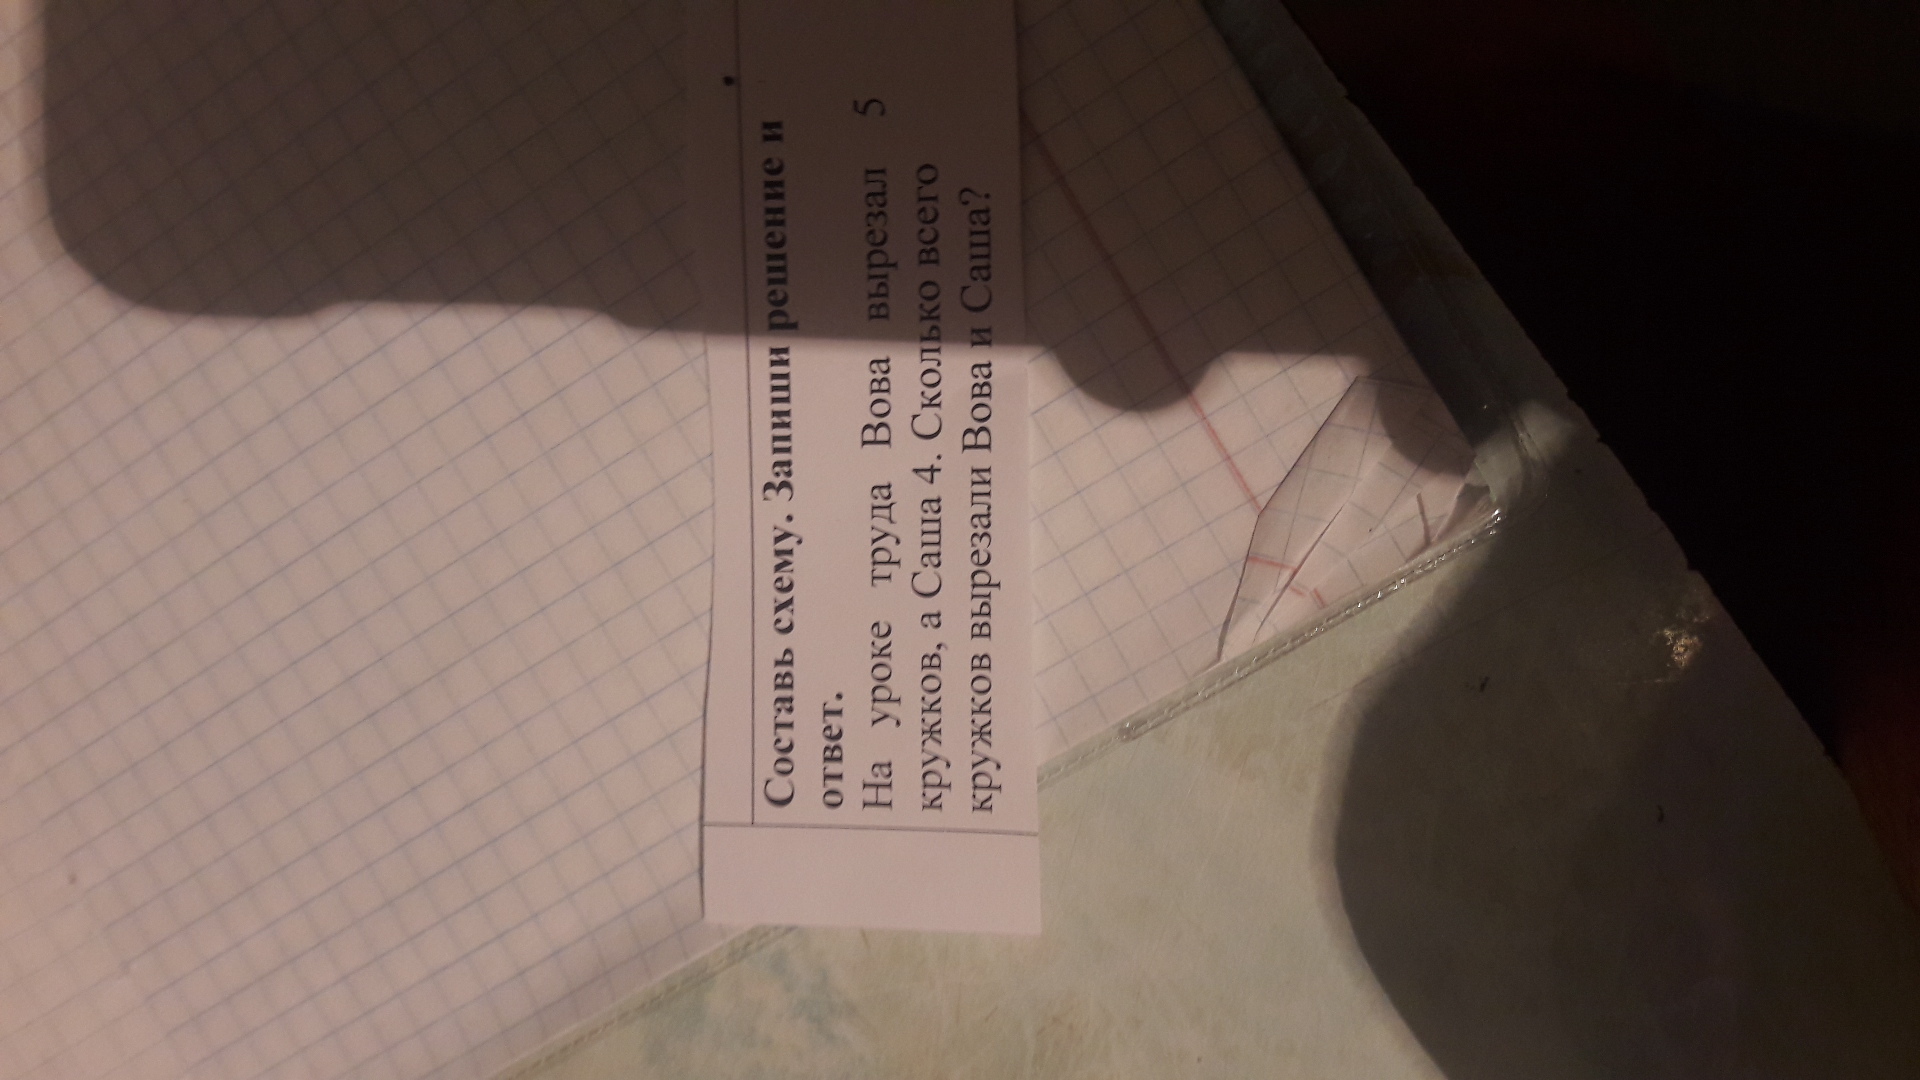 Составь схему. Запиши решение и
ответ.
На уроке труда Вова вырезал 5
кружков, а Саша 4. Сколько всего
кружков вырезали Вова и Саша?